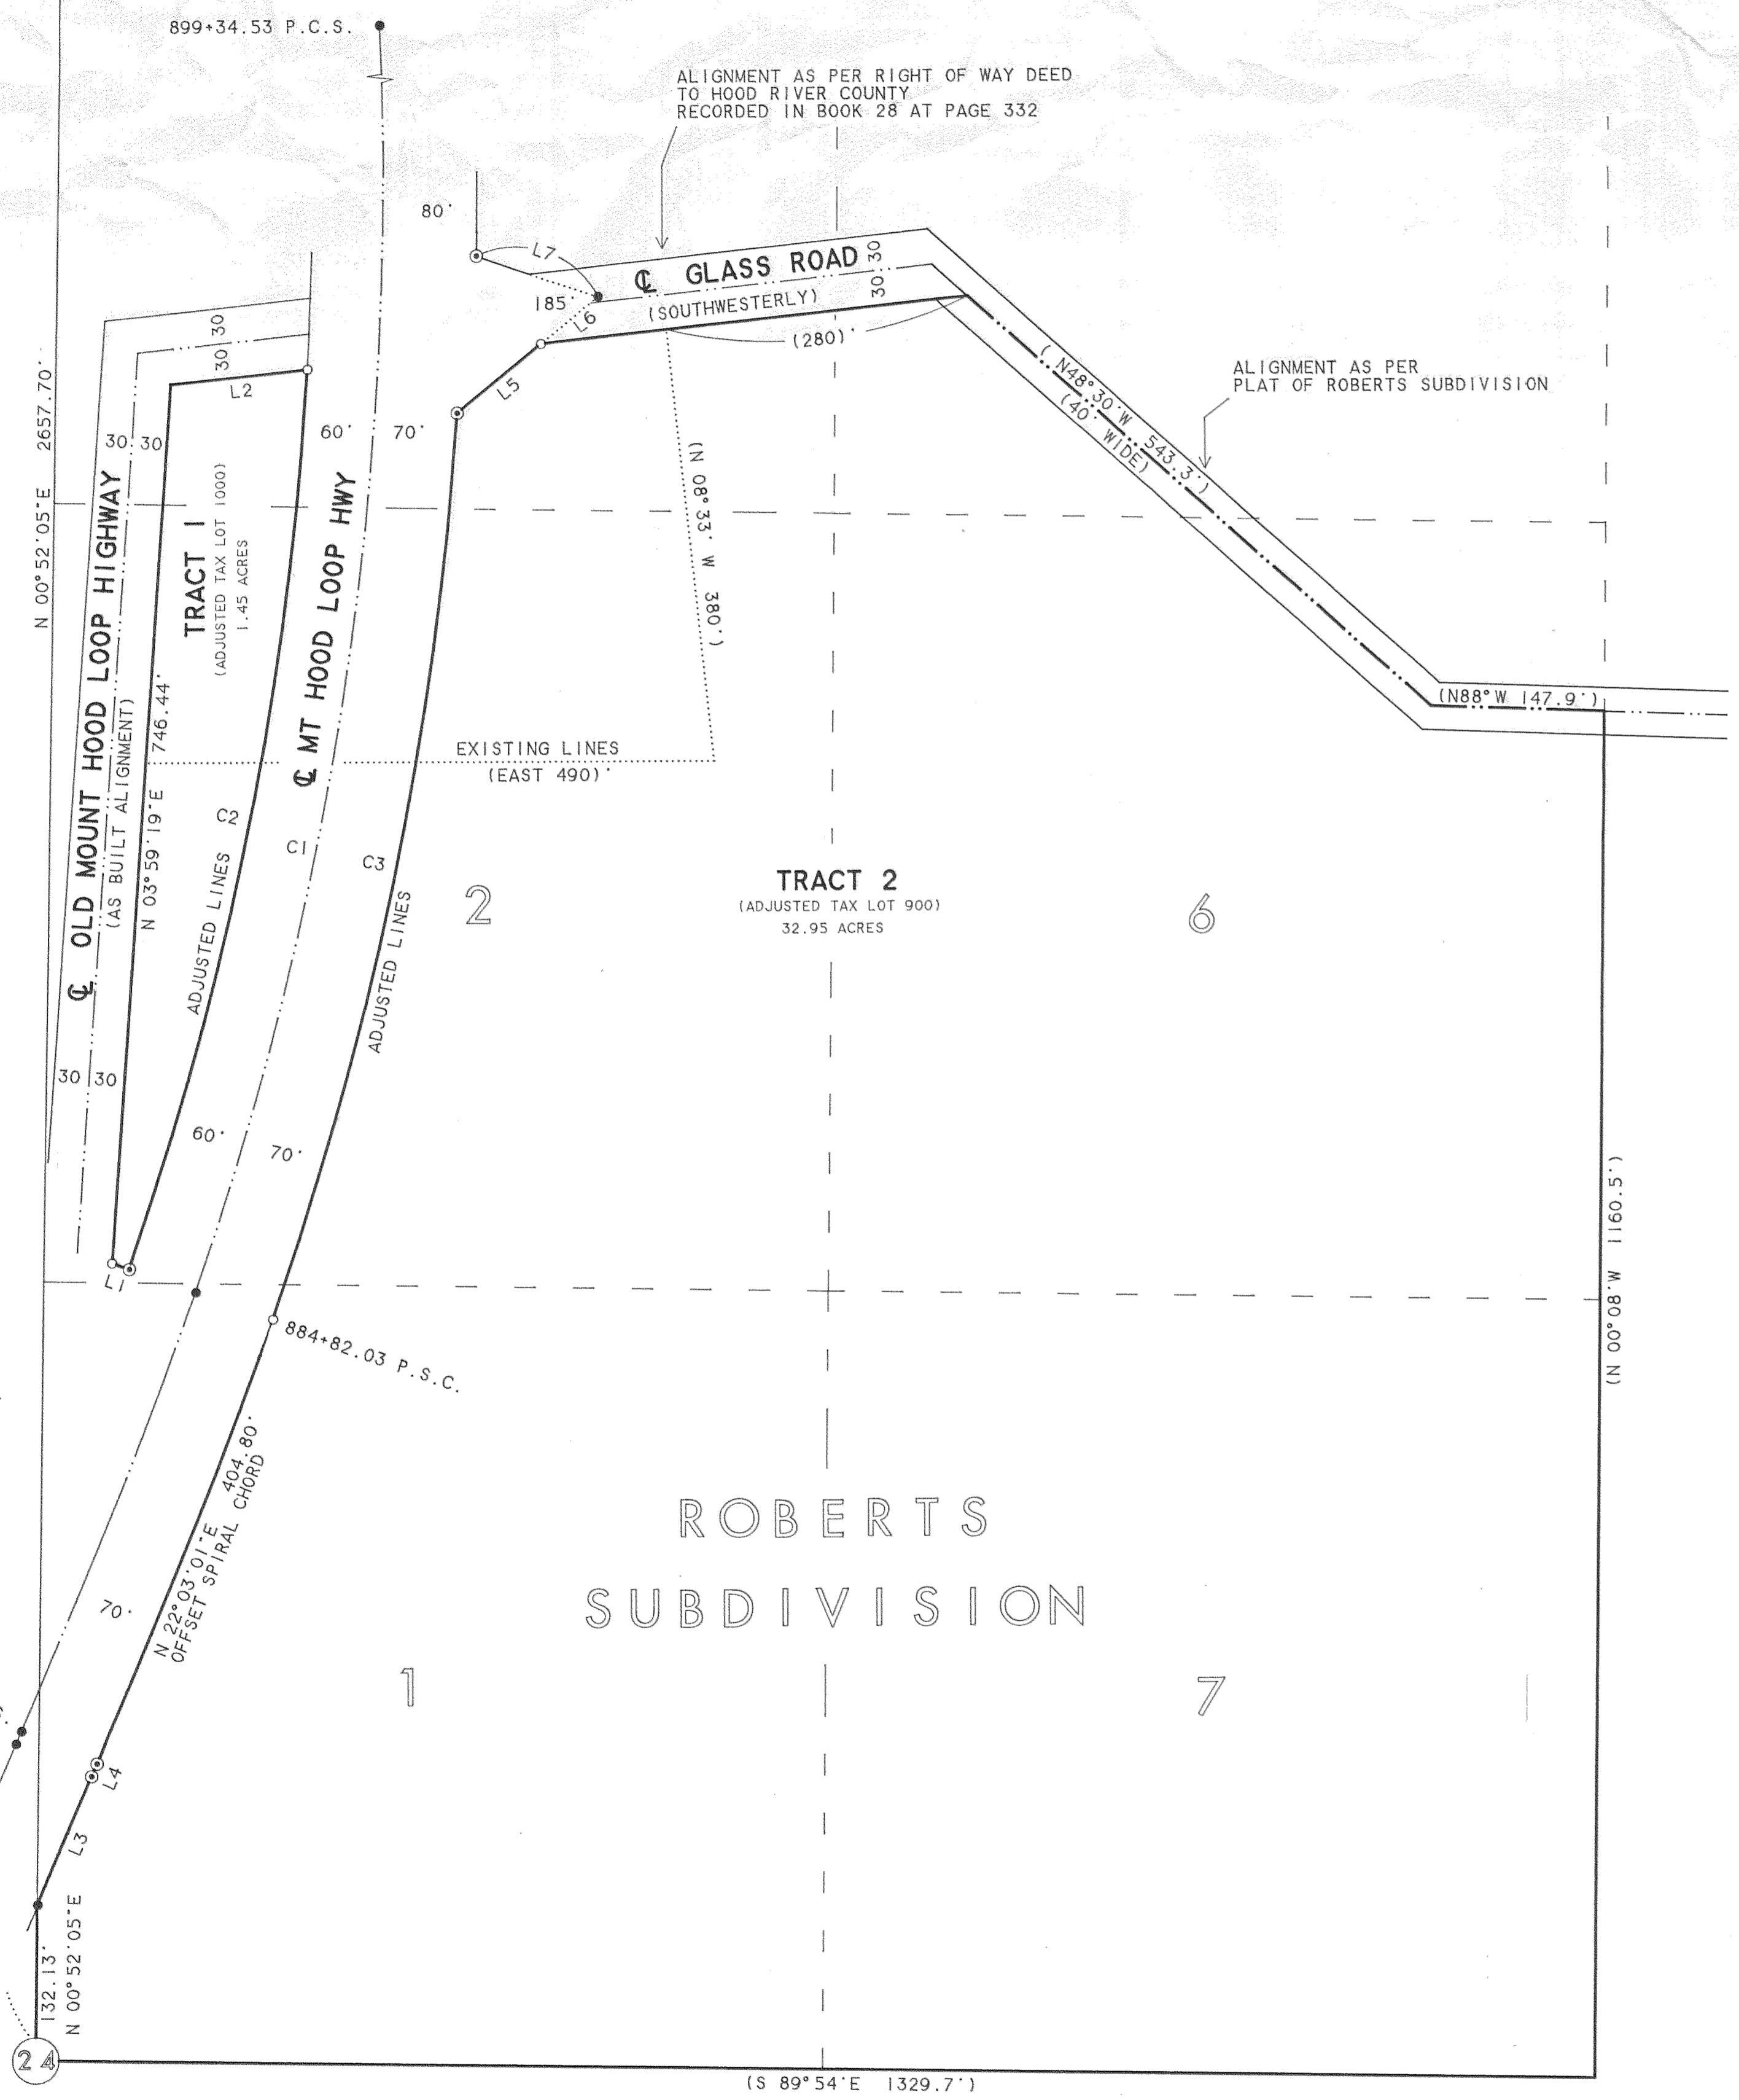 899+34.53 P.C.S.
ALIGNMENT AS PER RIGHT OF WAY DEED
TO HOOD RIVER COUNTY
RECORDED IN BOOK 28 AT PAGE 332
80'
L7
℄ GLASS ROAD
30 30
185'
(SOUTHWESTERLY)
L6
(280)'
30 30
L2
L5
ALIGNMENT AS PER
PLAT OF ROBERTS SUBDIVISION
( N48°30'W 543.3')
(40' WIDE)
N 00°52'05"E 2657.70'
30 30
60' 70'
℄ OLD MOUNT HOOD LOOP HIGHWAY
(AS BUILT ALIGNMENT)
TRACT 1
(ADJUSTED TAX LOT 1000)
1.45 ACRES
℄ MT HOOD LOOP HWY
(N 08°33' W 380')
N 03°59'19"E 746.44'
(N88°W 147.9')
EXISTING LINES
(EAST 490)'
C2
C1
C3
ADJUSTED LINES
ADJUSTED LINES
2
TRACT 2
(ADJUSTED TAX LOT 900)
32.95 ACRES
6
30 30
60'
70'
(N 00°08'W 1160.5')
L1
884+82.03 P.S.C.
N 22°03'01"E 404.80'
OFFSET SPIRAL CHORD
ROBERTS
SUBDIVISION
70'
1
7
L4
L3
132.13'
N 00°52'05"E
24
(S 89°54'E 1329.7')